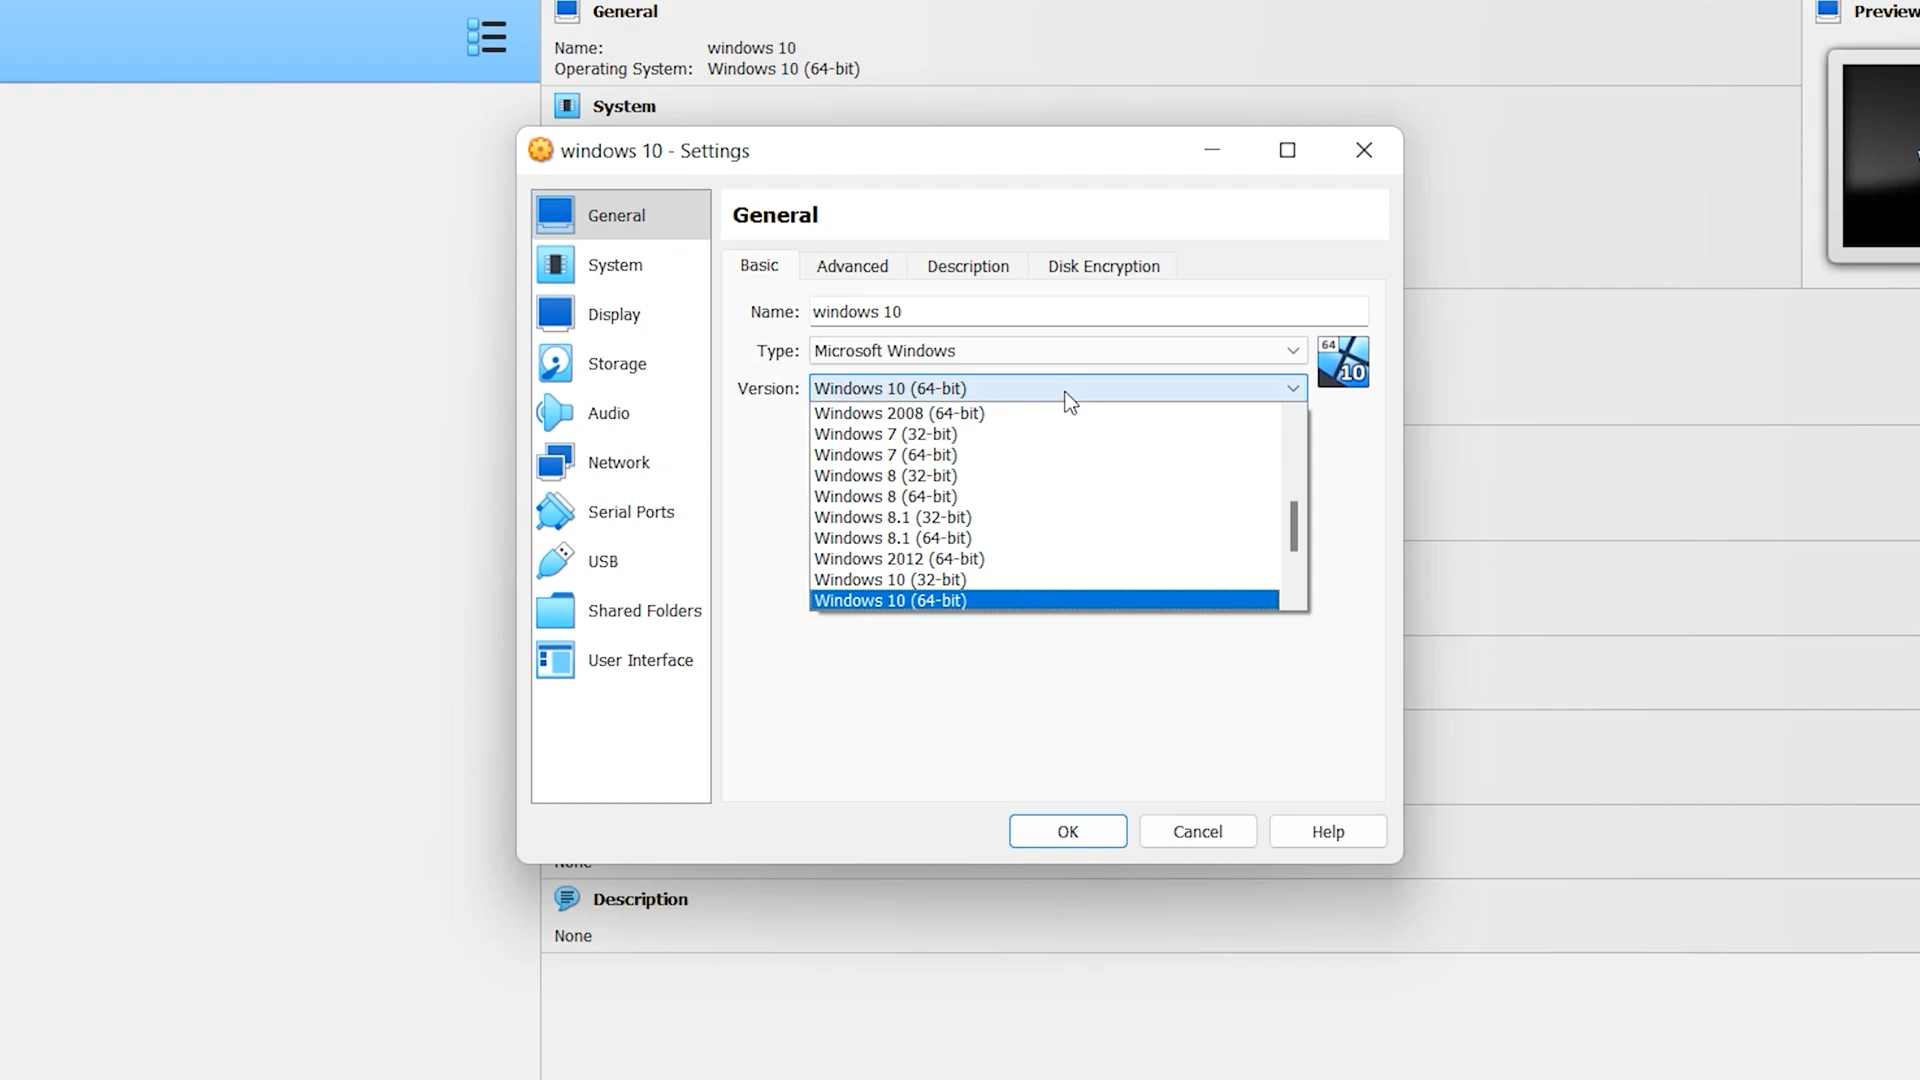 General
Preview
Name: windows 10
Operating System: Windows 10 (64-bit)
System
windows 10 - Settings
General
System
Display
Storage
Audio
Network
Serial Ports
USB
Shared Folders
User Interface
General
Basic Advanced Description Disk Encryption
Name: windows 10
Type: Microsoft Windows
64
10
Version: Windows 10 (64-bit)
Windows 2008 (64-bit)
Windows 7 (32-bit)
Windows 7 (64-bit)
Windows 8 (32-bit)
Windows 8 (64-bit)
Windows 8.1 (32-bit)
Windows 8.1 (64-bit)
Windows 2012 (64-bit)
Windows 10 (32-bit)
Windows 10 (64-bit)
OK Cancel Help
None
Description
None